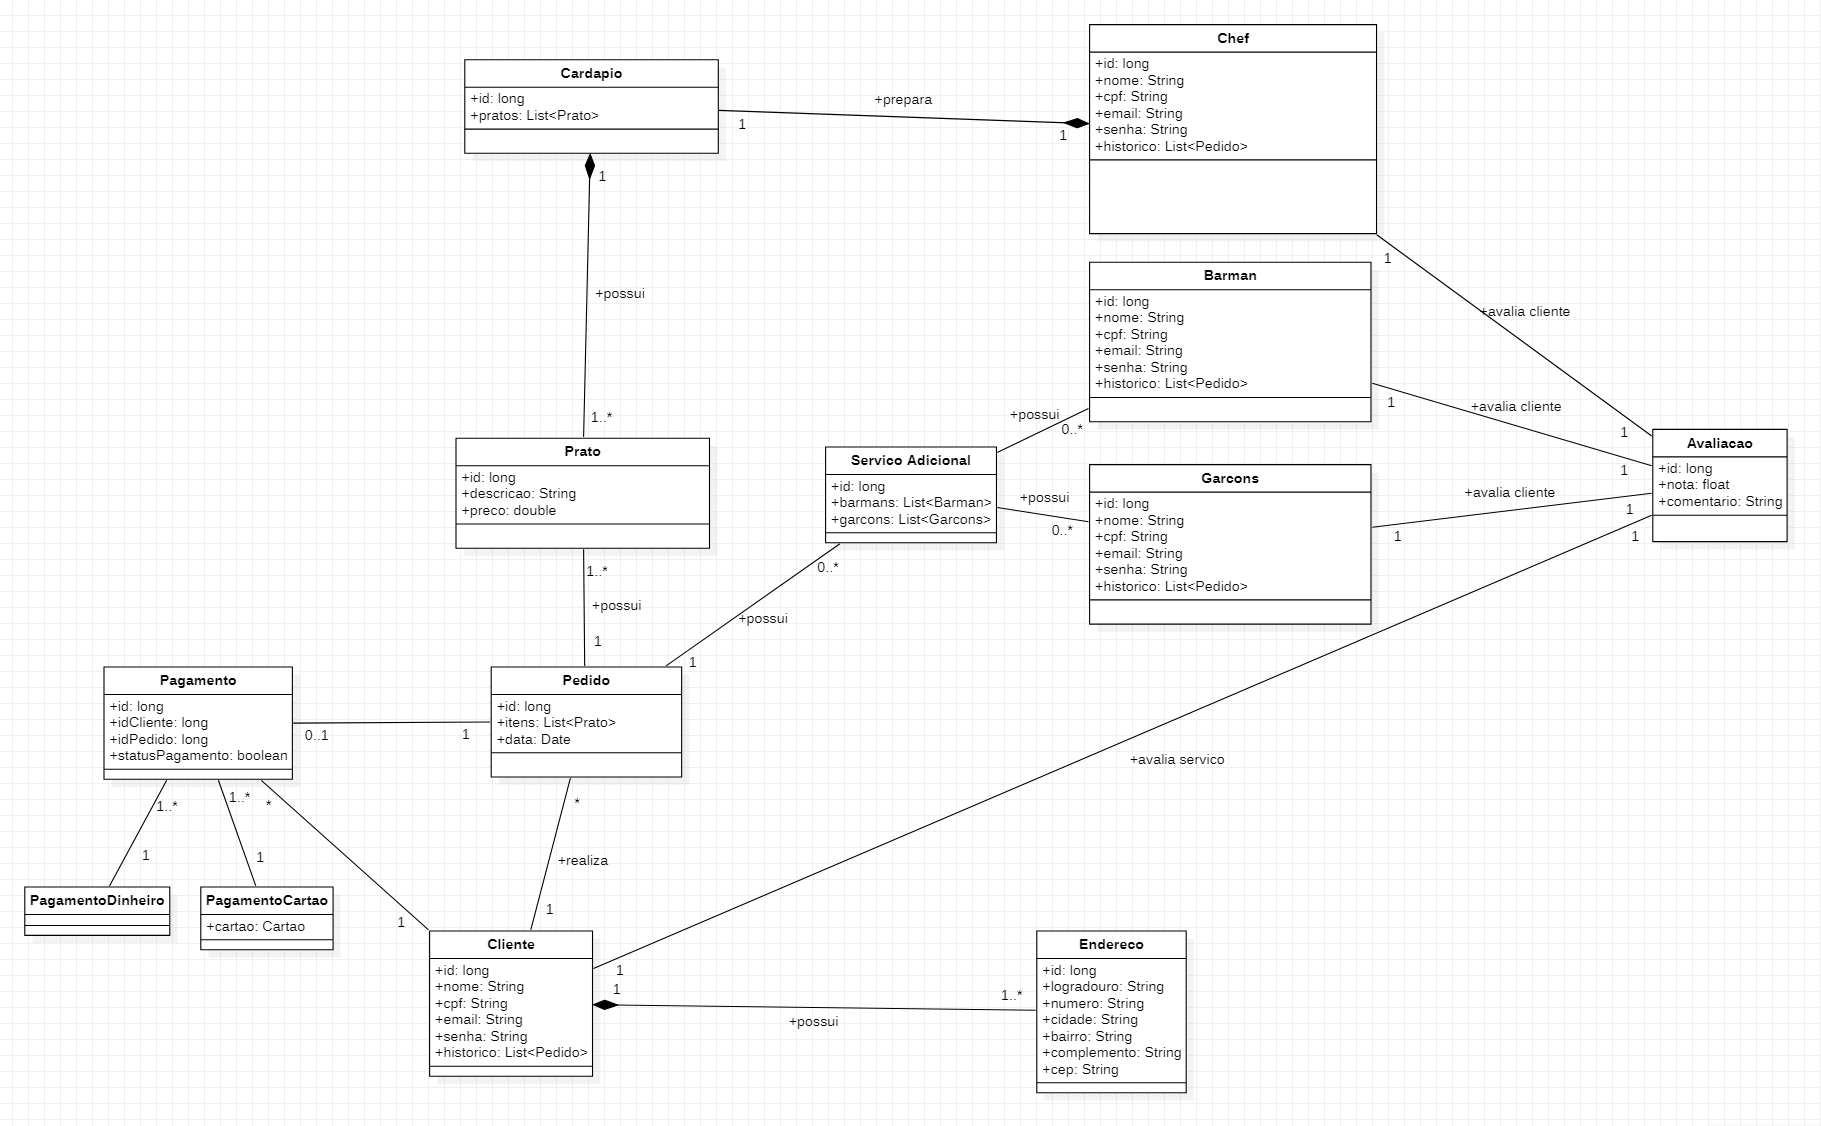 Chef
+id: long
+nome: String
+cpf: String
+email: String
+senha: String
+historico: List<Pedido>
Cardapio
+id: long
+pratos: List<Prato>
+prepara
1
1
1
+possui
1..*
Barman
+id: long
+nome: String
+cpf: String
+email: String
+senha: String
+historico: List<Pedido>
1
+avalia cliente
1
1
+avalia cliente
1
Avaliacao
+id: long
+nota: float
+comentario: String
Prato
+id: long
+descricao: String
+preco: double
Servico Adicional
+id: long
+barmans: List<Barman>
+garcons: List<Garcons>
+possui
0..*
+possui
0..*
Garcons
+id: long
+nome: String
+cpf: String
+email: String
+senha: String
+historico: List<Pedido>
+avalia cliente
1
1
1
1..*
+possui
1
0..*
+possui
1
Pagamento
+id: long
+idCliente: long
+idPedido: long
+statusPagamento: boolean
0..1
1
Pedido
+id: long
+itens: List<Prato>
+data: Date
+avalia servico
1..*
1
1..*
1
*
1
*
+realiza
1
PagamentoDinheiro
PagamentoCartao
+cartao: Cartao
Cliente
+id: long
+nome: String
+cpf: String
+email: String
+senha: String
+historico: List<Pedido>
1
1
+possui
1..*
Endereco
+id: long
+logradouro: String
+numero: String
+cidade: String
+bairro: String
+complemento: String
+cep: String